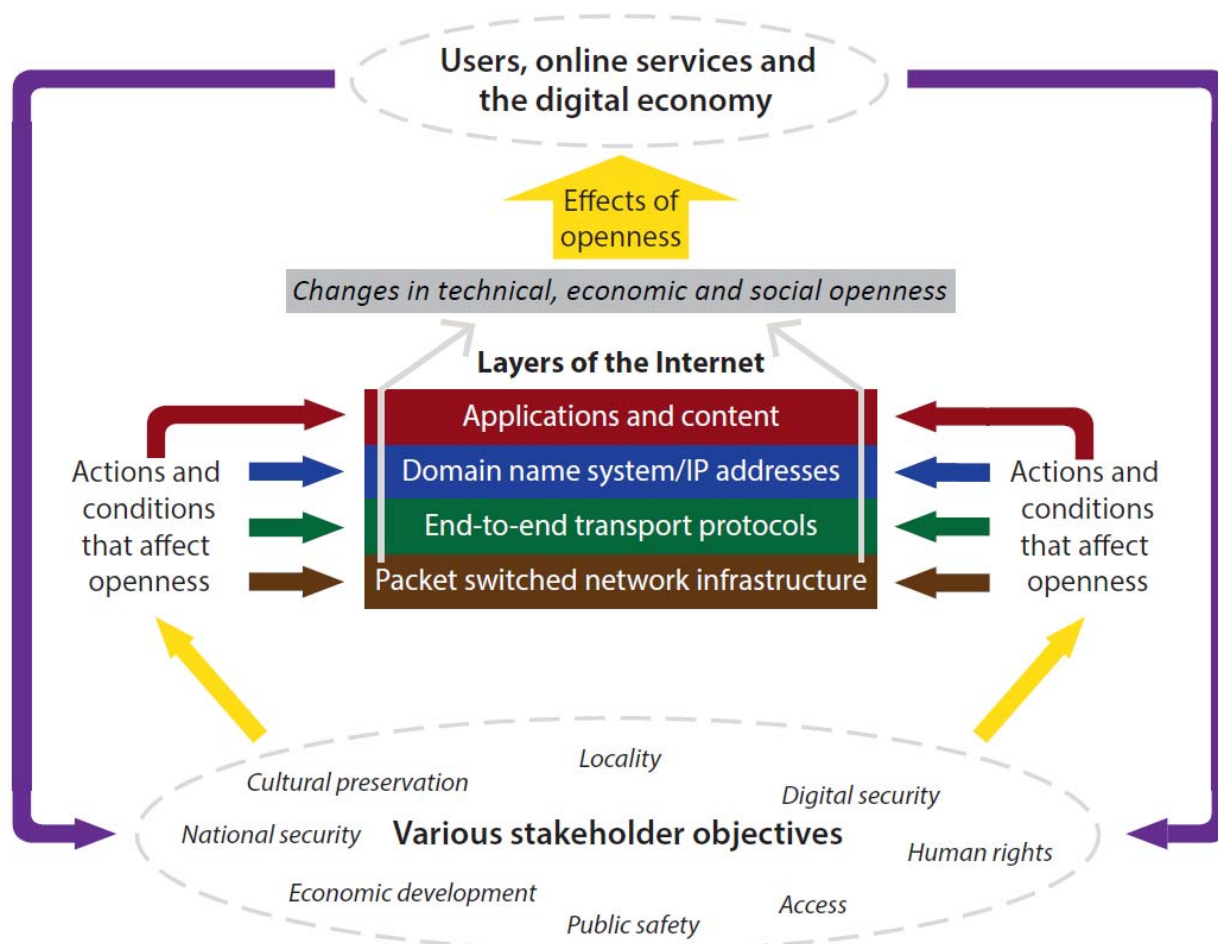 Users, online services and
the digital economy
Effects of
openness
Changes in technical, economic and social openness
Layers of the Internet
Applications and content
Domain name system/IP addresses
End-to-end transport protocols
Packet switched network infrastructure
Actions and
conditions
that affect
openness
Actions and
conditions
that affect
openness
Locality
Cultural preservation
Digital security
National security
Various stakeholder objectives
Human rights
Economic development
Access
Public safety